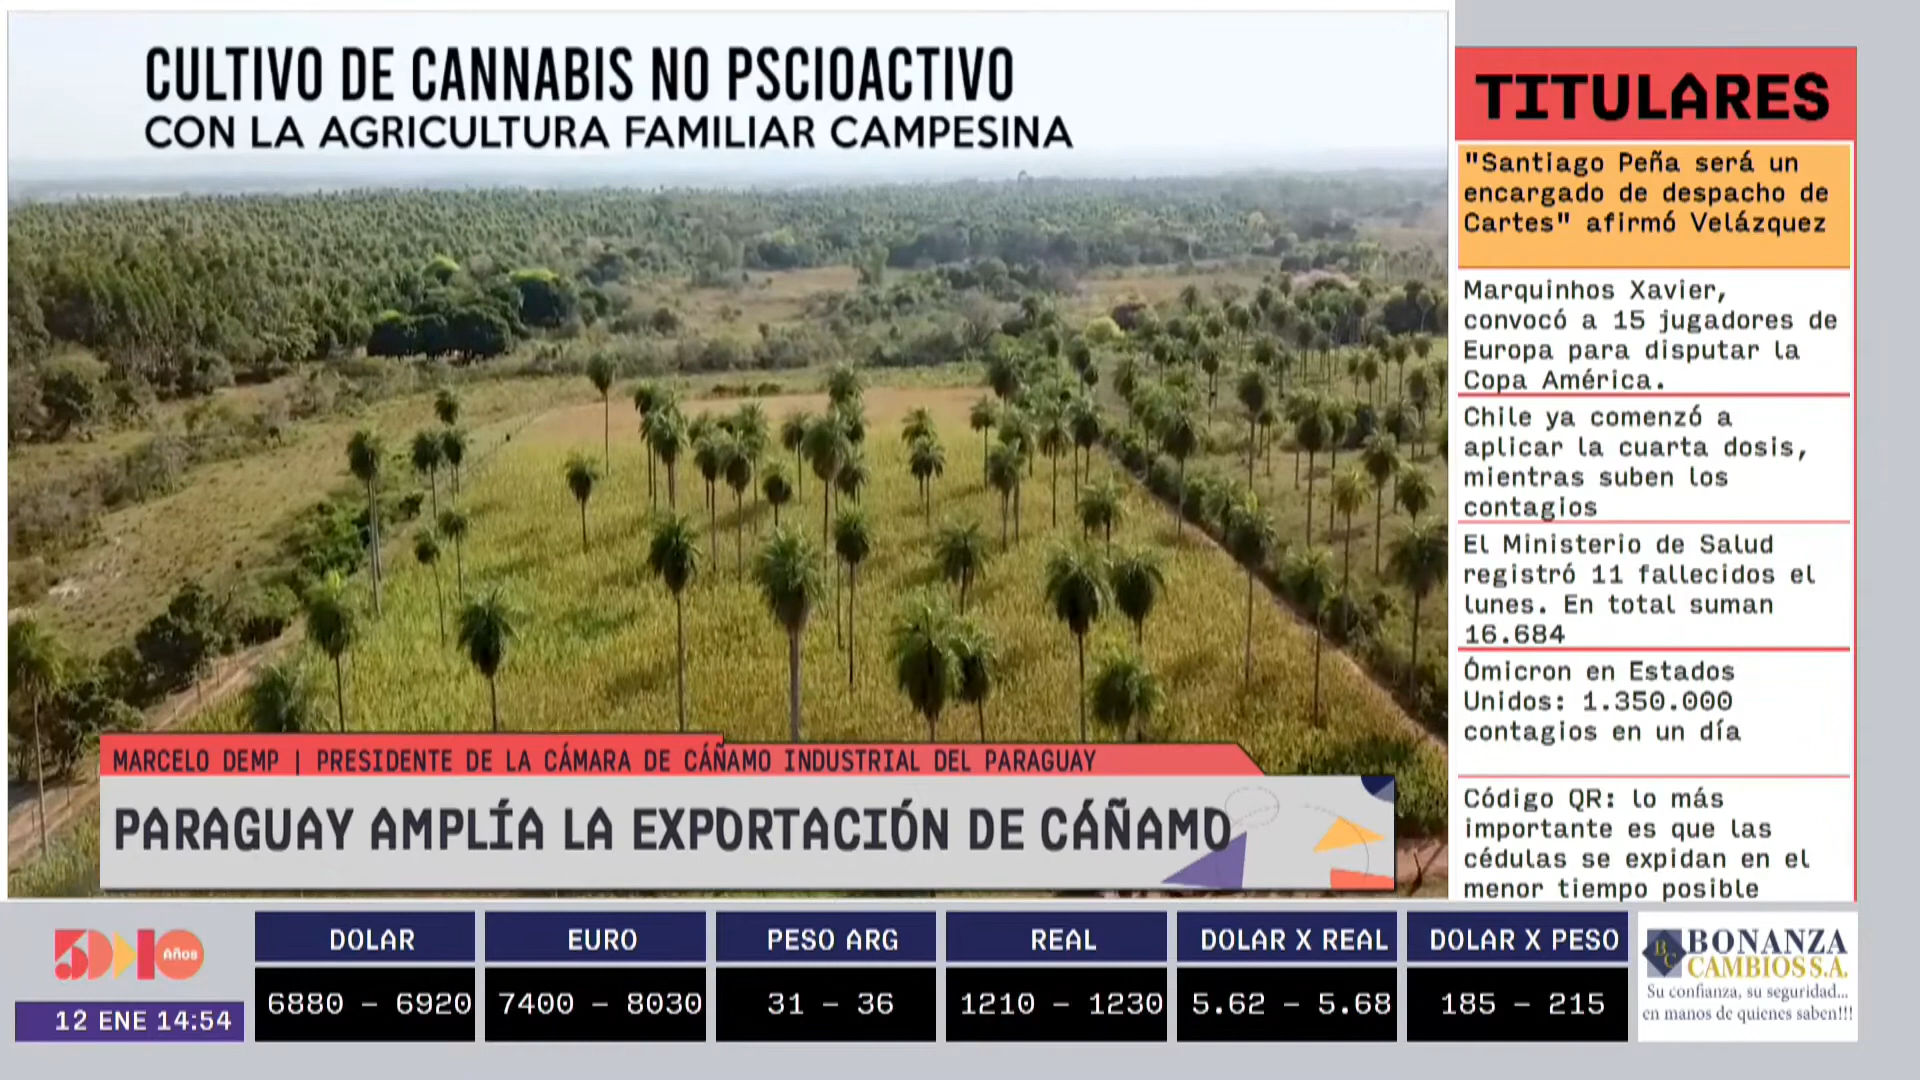 CULTIVO DE CANNABIS NO PSCIOACTIVO
CON LA AGRICULTURA FAMILIAR CAMPESINA
MARCELO DEMP | PRESIDENTE DE LA CÁMARA DE CÁÑAMO INDUSTRIAL DEL PARAGUAY
PARAGUAY AMPLÍA LA EXPORTACIÓN DE CÁÑAMO
TITULARES
"Santiago Peña será un
encargado de despacho de
Cartes" afirmó Velázquez
Marquinhos Xavier,
convocó a 15 jugadores de
Europa para disputar la
Copa América.
Chile ya comenzó a
aplicar la cuarta dosis,
mientras suben los
contagios
El Ministerio de Salud
registró 11 fallecidos el
lunes. En total suman
16.684
Ómicron en Estados
Unidos: 1.350.000
contagios en un día
Código QR: lo más
importante es que las
cédulas se expidan en el
menor tiempo posible
Años
12 ENE 14:54
DOLAR
6880 - 6920
EURO
7400 - 8030
PESO ARG
31 - 36
REAL
1210 - 1230
DOLAR X REAL
5.62 - 5.68
DOLAR X PESO
185 - 215
BC BONANZA
CAMBIOS S.A.
Su confianza, su seguridad...
en manos de quienes saben!!!